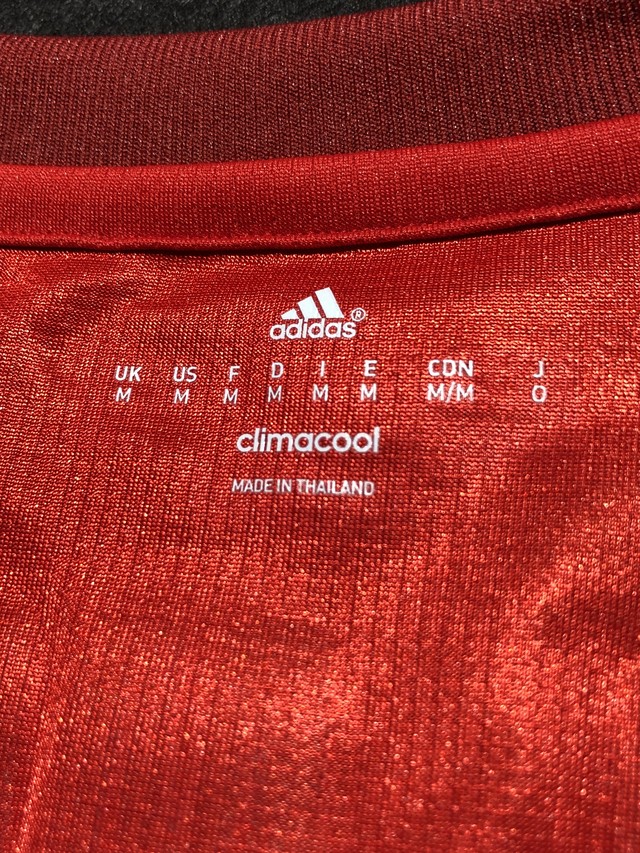 adidas®
UK US F D I E CDN J
M M M M M M M/M O
climacool
MADE IN THAILAND